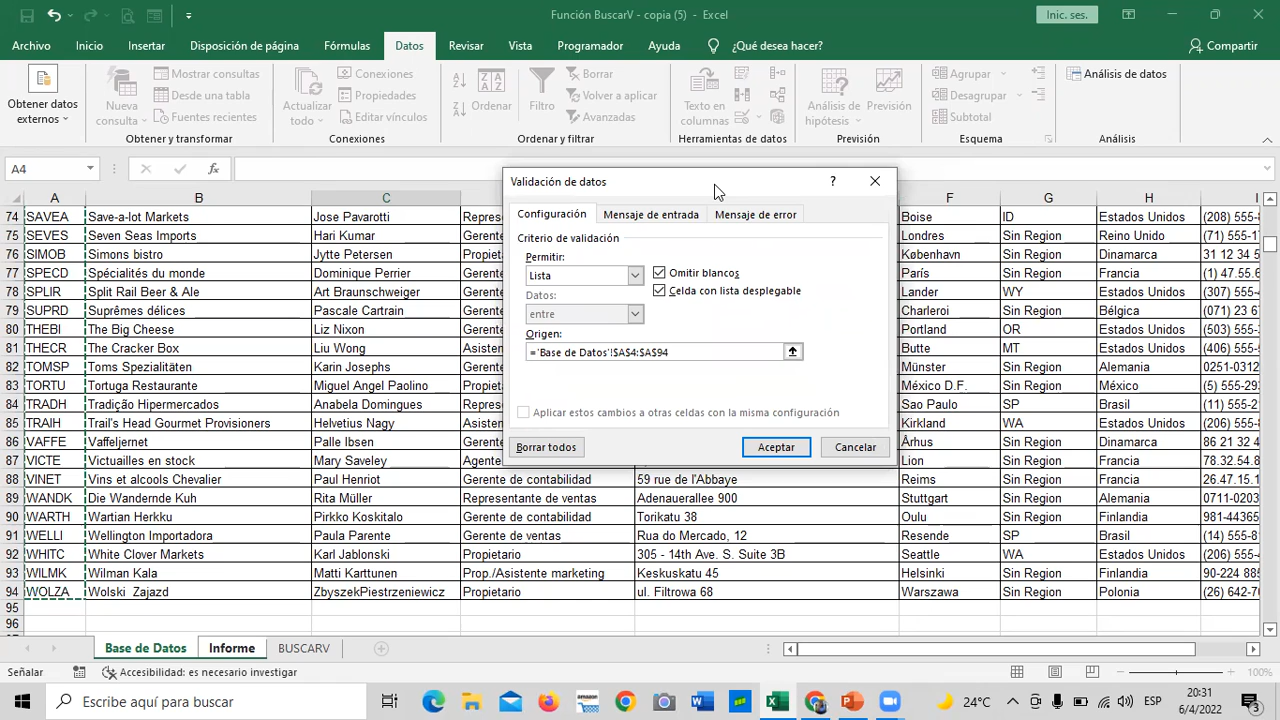 Función BuscarV - copia (5) - Excel
Inic. ses.
Archivo Inicio Insertar Disposición de página Fórmulas Datos Revisar Vista Programador Ayuda ¿Qué desea hacer? Compartir
Obtener datos externos
Nueva consulta
Mostrar consultas
Desde una tabla
Fuentes recientes
Obtener y transformar
Actualizar todo
Conexiones
Propiedades
Editar vínculos
Conexiones
Ordenar
Filtro
Borrar
Volver a aplicar
Avanzadas
Ordenar y filtrar
Texto en columnas
Herramientas de datos
Análisis de hipótesis
Previsión
Previsión
Agrupar
Desagrupar
Subtotal
Esquema
Análisis de datos
Análisis
A4 fx
A B C F G H I
74 SAVEA Save-a-lot Markets Jose Pavarotti Repres Boise ID Estados Unidos (208) 555-8
75 SEVES Seven Seas Imports Hari Kumar Gerente Londres Sin Region Reino Unido (71) 555-1
76 SIMOB Simons bistro Jytte Petersen Gerente København Sin Region Dinamarca 31 12 34 5
77 SPECD Spécialités du monde Dominique Perrier Gerente París Sin Region Francia (1) 47.55.6
78 SPLIR Split Rail Beer & Ale Art Braunschweiger Gerente Lander WY Estados Unidos (307) 555-4
79 SUPRD Suprêmes délices Pascale Cartrain Gerente Charleroi Sin Region Bélgica (071) 23 6
80 THEBI The Big Cheese Liz Nixon Gerente Portland OR Estados Unidos (503) 555-
81 THECR The Cracker Box Liu Wong Asisten Butte MT Estados Unidos (406) 555-
82 TOMSP Toms Spezialitäten Karin Josephs Gerente Münster Sin Region Alemania 0251-0312
83 TORTU Tortuga Restaurante Miguel Angel Paolino Propiet México D.F. Sin Region México (5) 555-29
84 TRADH Tradição Hipermercados Anabela Domingues Repres Sao Paulo SP Brasil (11) 555-2
85 TRAIH Trail's Head Gourmet Provisioners Helvetius Nagy Asisten Kirkland WA Estados Unidos (206) 555-
86 VAFFE Vaffeljernet Palle Ibsen Gerente Århus Sin Region Dinamarca 86 21 32 4
87 VICTE Victuailles en stock Mary Saveley Agente Lion Sin Region Francia 78.32.54.8
88 VINET Vins et alcools Chevalier Paul Henriot Gerente de contabilidad 59 rue de l'Abbaye Reims Sin Region Francia 26.47.15.1
89 WANDK Die Wandernde Kuh Rita Müller Representante de ventas Adenauerallee 900 Stuttgart Sin Region Alemania 0711-0203
90 WARTH Wartian Herkku Pirkko Koskitalo Gerente de contabilidad Torikatu 38 Oulu Sin Region Finlandia 981-44365
91 WELLI Wellington Importadora Paula Parente Gerente de ventas Rua do Mercado, 12 Resende SP Brasil (14) 555-8
92 WHITC White Clover Markets Karl Jablonski Propietario 305 - 14th Ave. S. Suite 3B Seattle WA Estados Unidos (206) 555-4
93 WILMK Wilman Kala Matti Karttunen Prop./Asistente marketing Keskuskatu 45 Helsinki Sin Region Finlandia 90-224 885
94 WOLZA Wolski Zajazd ZbyszekPiestrzeniewicz Propietario ul. Filtrowa 68 Warszawa Sin Region Polonia (26) 642-70
95
96
Validación de datos ?
Configuración Mensaje de entrada Mensaje de error
Criterio de validación
Permitir:
Lista
Omitir blancos
Celda con lista desplegable
Datos:
entre
Origen:
='Base de Datos'!$A$4:$A$94
Aplicar estos cambios a otras celdas con la misma configuración
Borrar todos Aceptar Cancelar
Base de Datos Informe BUSCARV
Señalar Accesibilidad: es necesario investigar 100%
Escribe aquí para buscar
amazon
24°C ESP 20:31
6/4/2022
3